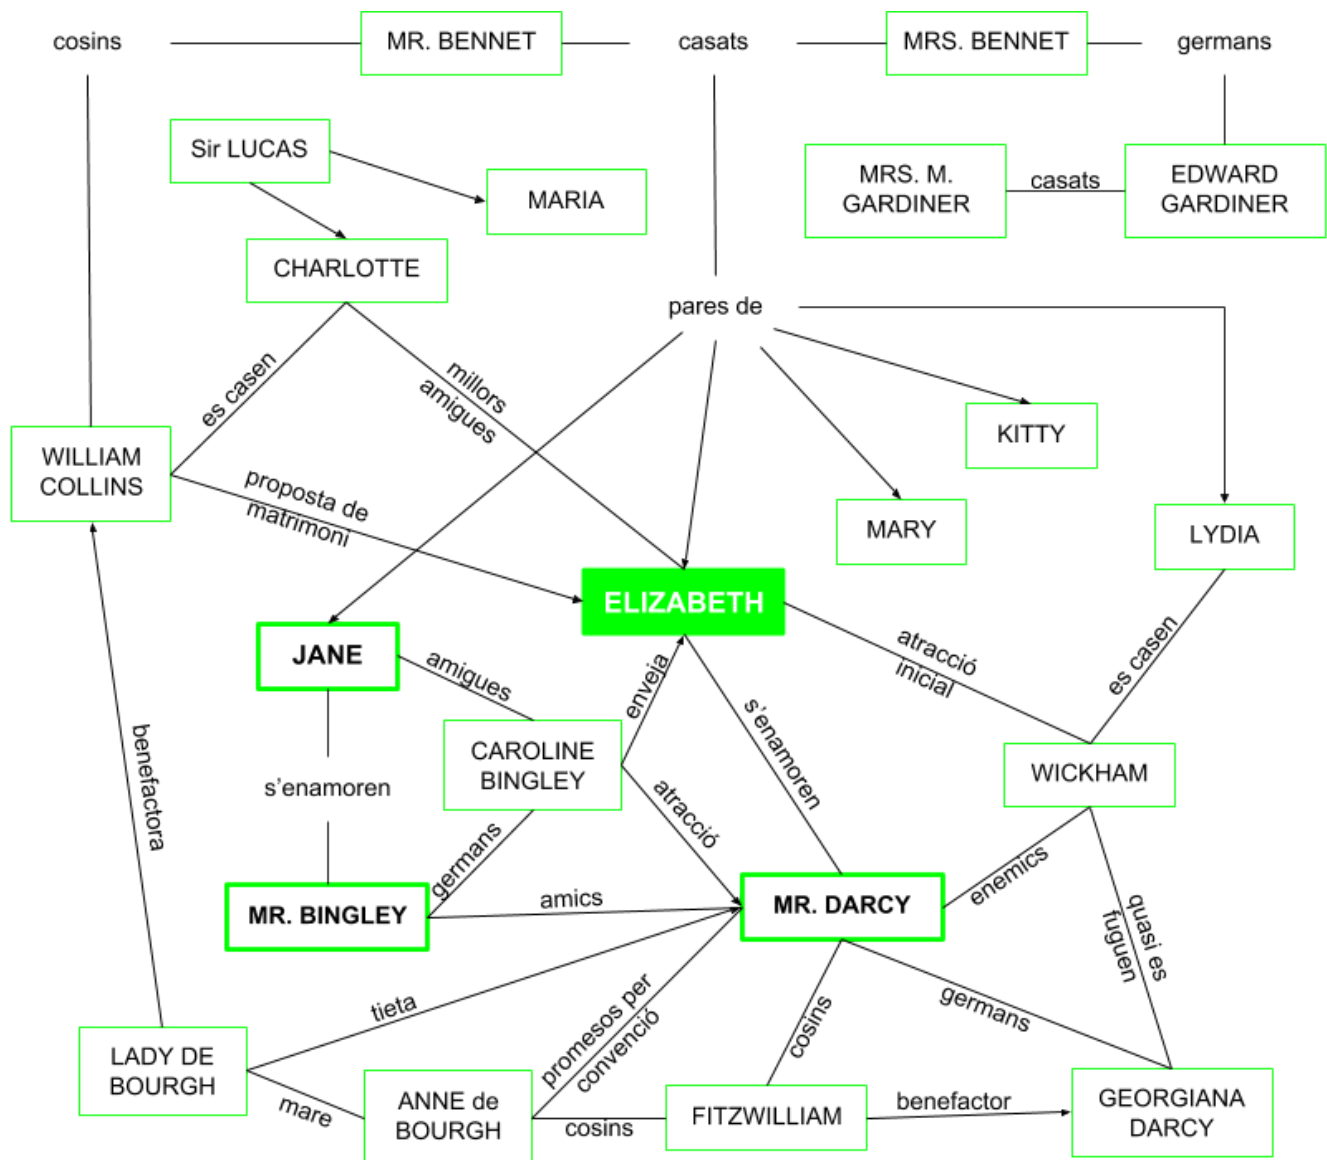 cosins
MR. BENNET
casats
MRS. BENNET
germans
Sir LUCAS
MARIA
MRS. M.
GARDINER
casats
EDWARD
GARDINER
CHARLOTTE
pares de
es casen
millors
amigues
KITTY
WILLIAM
COLLINS
proposta de
matrimoni
MARY
LYDIA
ELIZABETH
JANE
amigues
enveja
atracció
inicial
es casen
s'enamoren
CAROLINE
BINGLEY
WICKHAM
benefactora
s'enamoren
atracció
germans
enemics
MR. BINGLEY
amics
MR. DARCY
quasi es
fuguen
tieta
promesos per
convenció
cosins
germans
LADY DE
BOURGH
mare
ANNE de
BOURGH
cosins
FITZWILLIAM
benefactor
GEORGIANA
DARCY